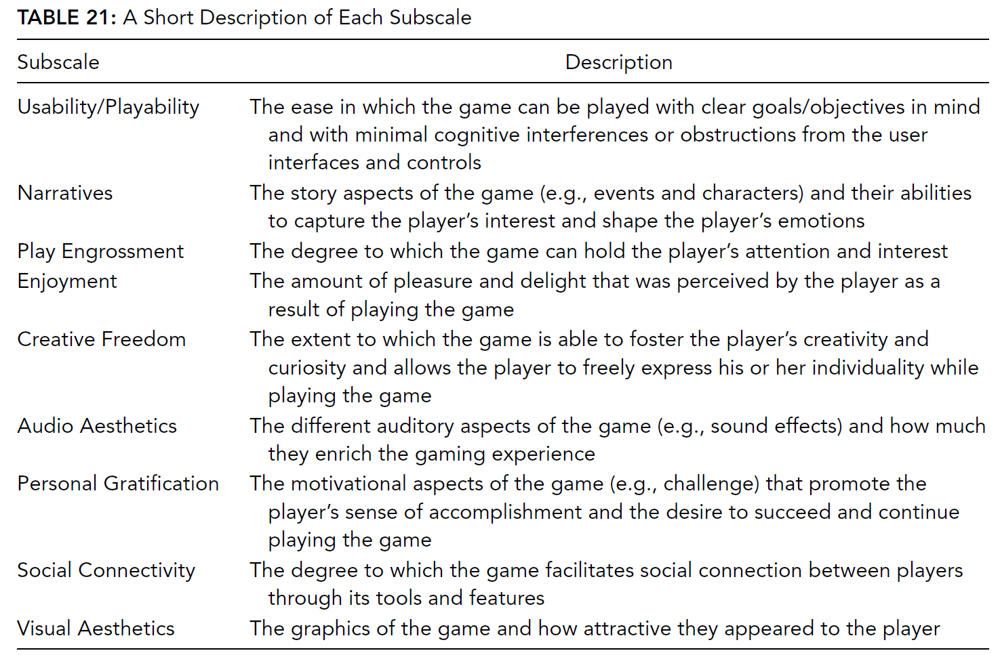 TABLE 21: A Short Description of Each Subscale
Subscale Description
Usability/Playability The ease in which the game can be played with clear goals/objectives in mind
and with minimal cognitive interferences or obstructions from the user
interfaces and controls
Narratives The story aspects of the game (e.g., events and characters) and their abilities
to capture the player’s interest and shape the player’s emotions
Play Engrossment The degree to which the game can hold the player’s attention and interest
Enjoyment The amount of pleasure and delight that was perceived by the player as a
result of playing the game
Creative Freedom The extent to which the game is able to foster the player’s creativity and
curiosity and allows the player to freely express his or her individuality while
playing the game
Audio Aesthetics The different auditory aspects of the game (e.g., sound effects) and how much
they enrich the gaming experience
Personal Gratification The motivational aspects of the game (e.g., challenge) that promote the
player’s sense of accomplishment and the desire to succeed and continue
playing the game
Social Connectivity The degree to which the game facilitates social connection between players
through its tools and features
Visual Aesthetics The graphics of the game and how attractive they appeared to the player